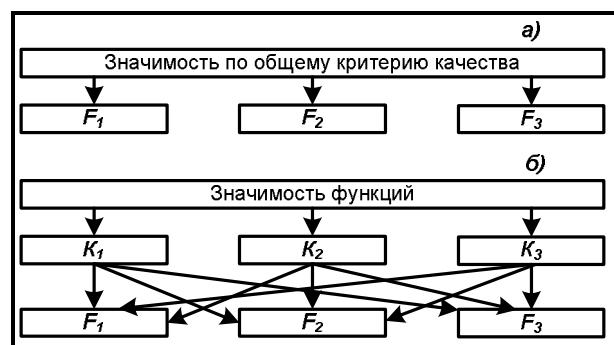 а)
Значимость по общему критерию качества
F1 F2 F3
б)
Значимость функций
К1 К2 К3
F1 F2 F3